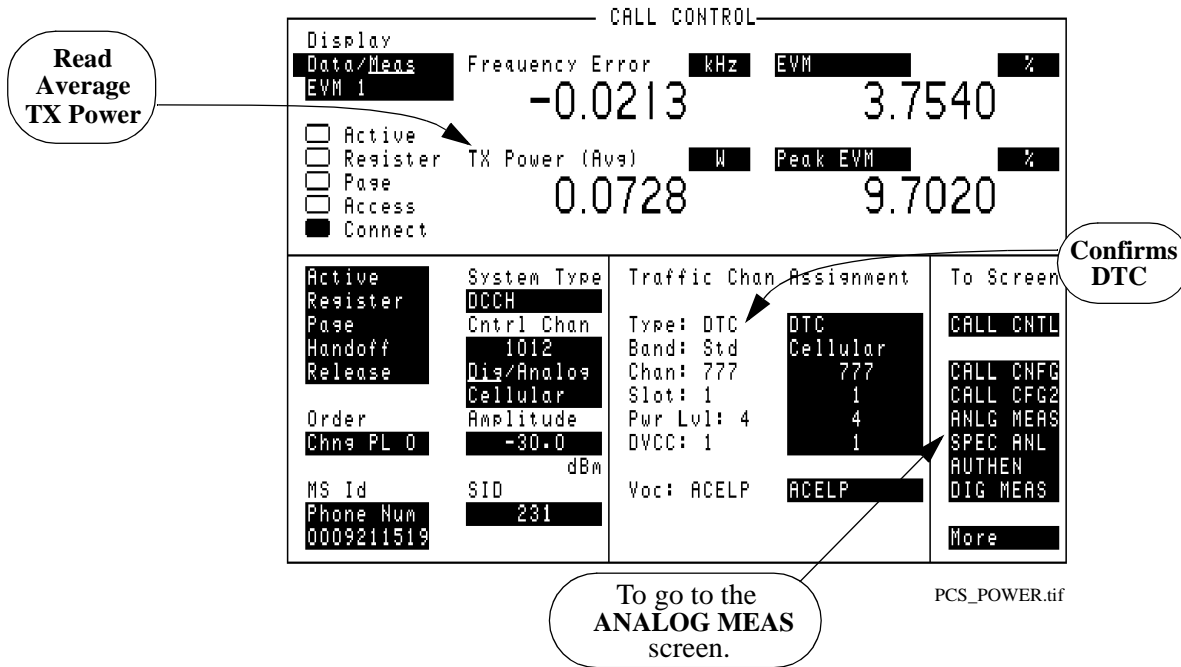 CALL CONTROL
Read
Average
TX Power
Display
Data/Meas
EVM 1
Frequency Error kHz
-0.0213
EVM %
3.7540
Active
Register
Page
Access
Connect
TX Power (Avg) W
0.0728
Peak EVM %
9.7020
Confirms
DTC
Active
Register
Page
Handoff
Release
Order
Chng PL 0
MS Id
Phone Num
0009211519
System Type
DCCH
Cntrl Chan
1012
Dig/Analog
Cellular
Amplitude
-30.0
dBm
SID
231
Traffic Chan Assignment
Type: DTC DTC
Band: Std Cellular
Chan: 777 777
Slot: 1 1
Pwr Lvl: 4 4
DVCC: 1 1
Voc: ACELP ACELP
To Screen
CALL CNTL
CALL CNFG
CALL CFG2
ANLG MEAS
SPEC ANL
AUTHEN
DIG MEAS
More
To go to the
ANALOG MEAS
screen.
PCS_POWER.tif